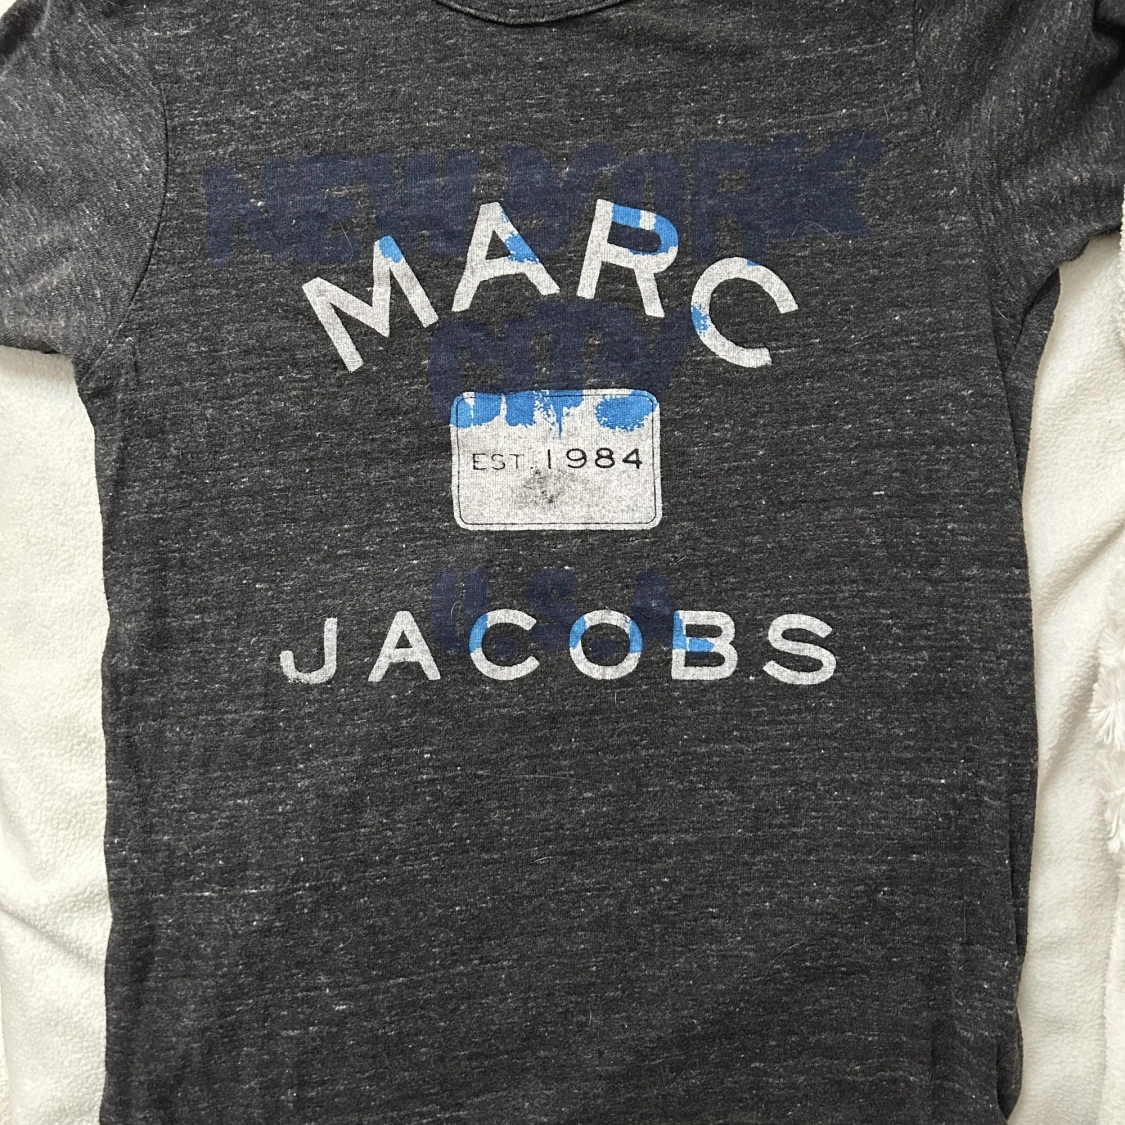 NEW YORK
MARC
CITY
EST. 1984
U.S.A
JACOBS